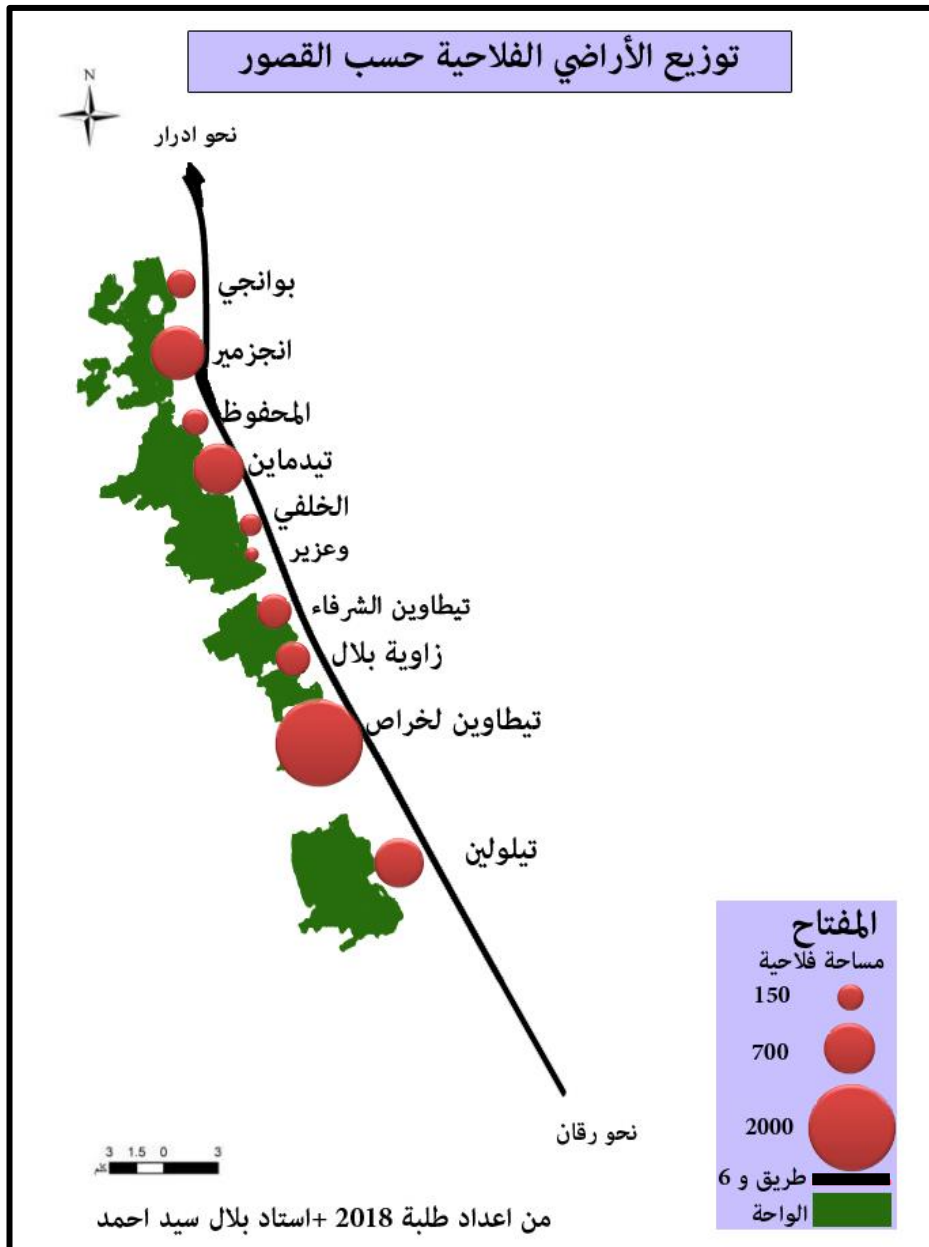 توزيع الأراضي الفلاحية حسب القصور
N
نحو ادرار
بوانجي
انجزمير
المحفوظ
تيدماين
الخلفي
وعزير
تيطاوين الشرفاء
زاوية بلال
تيطاوين لخراص
تيلولين
نحو رقان
المفتاح
مساحة فلاحية
150
700
2000
طريق و 6
الواحة
3 1.5 0 3
كلم
من اعداد طلبة 2018 +استاد بلال سيد احمد